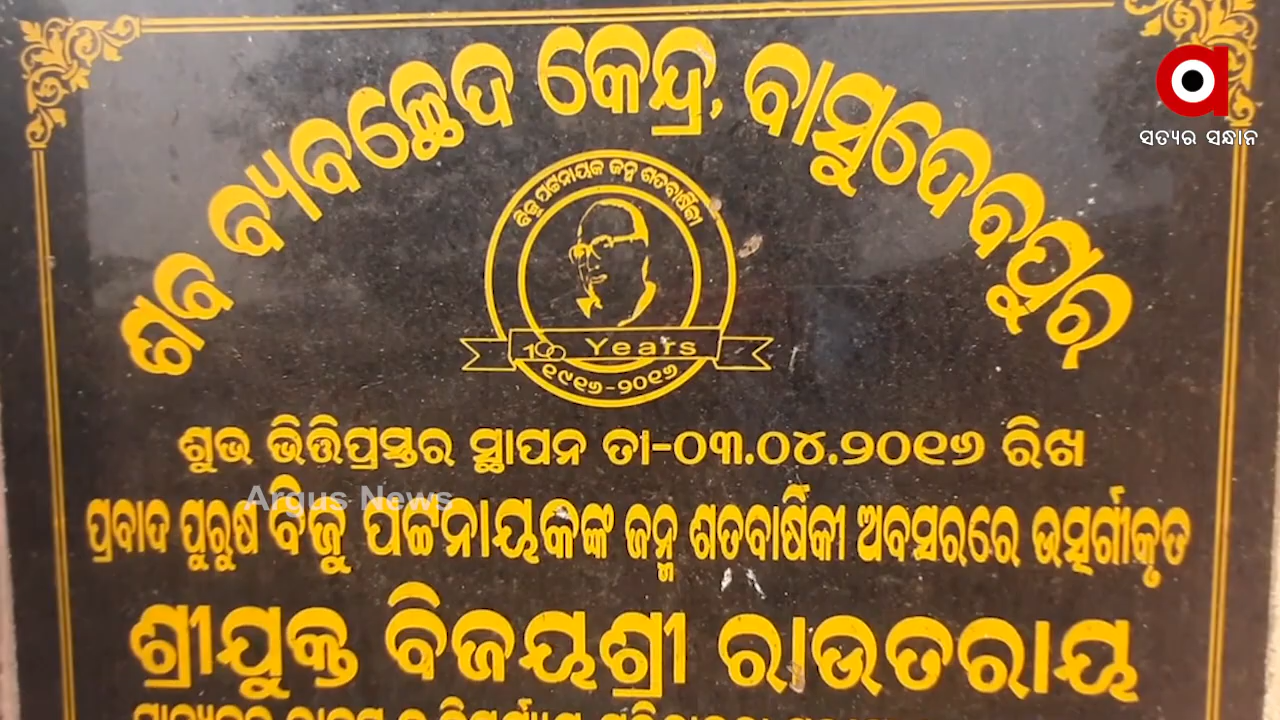 ଶବ ବ୍ୟବଚ୍ଛେଦ କେନ୍ଦ୍ର, ବାସୁଦେବପୁର
ସତ୍ୟର ସନ୍ଧାନ
ବିଜୁ ପଟ୍ଟନାୟକ ଜନ୍ମ ଶତବାର୍ଷିକୀ
100 Years
୧୯୧୬-୨୦୧୬
ଶୁଭ ଭିତ୍ତିପ୍ରସ୍ତର ସ୍ଥାପନ ତା-୦୩.୦୪.୨୦୧୬ ରିଖ
Argus News
ପ୍ରବାଦ ପୁରୁଷ ବିଜୁ ପଟ୍ଟନାୟକଙ୍କ ଜନ୍ମ ଶତବାର୍ଷିକୀ ଅବସରରେ ଉତ୍ସର୍ଗୀକୃତ
ଶ୍ରୀଯୁକ୍ତ ବିଜୟଶ୍ରୀ ରାଉତରାୟ